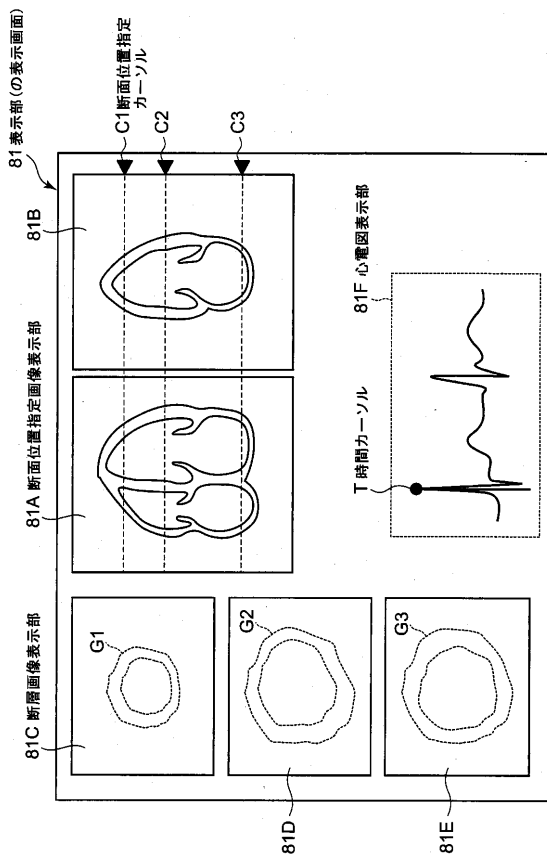 81 表示部(の表示画面)
C1断面位置指定
カーソル
C2
C3
81B
81A 断面位置指定画像表示部
81C 断層画像表示部
G1
G2
G3
81D
81E
81F 心電図表示部
T 時間カーソル